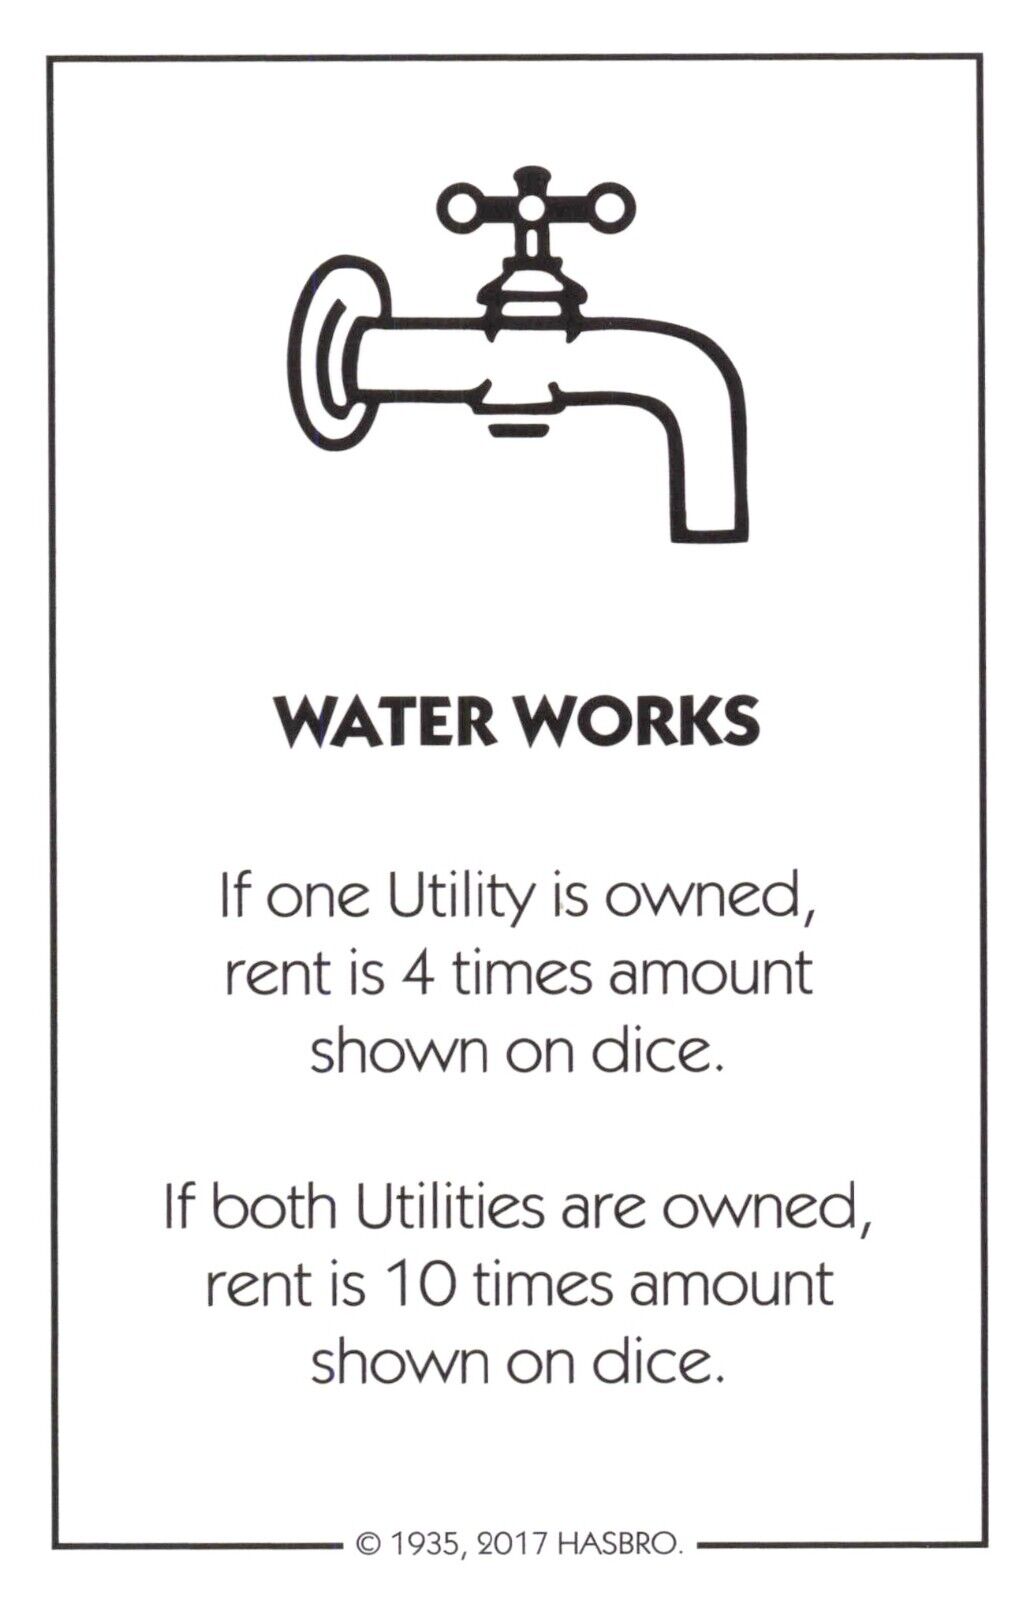 WATER WORKS
If one Utility is owned,
rent is 4 times amount
shown on dice.
If both Utilities are owned,
rent is 10 times amount
shown on dice.
© 1935, 2017 HASBRO.